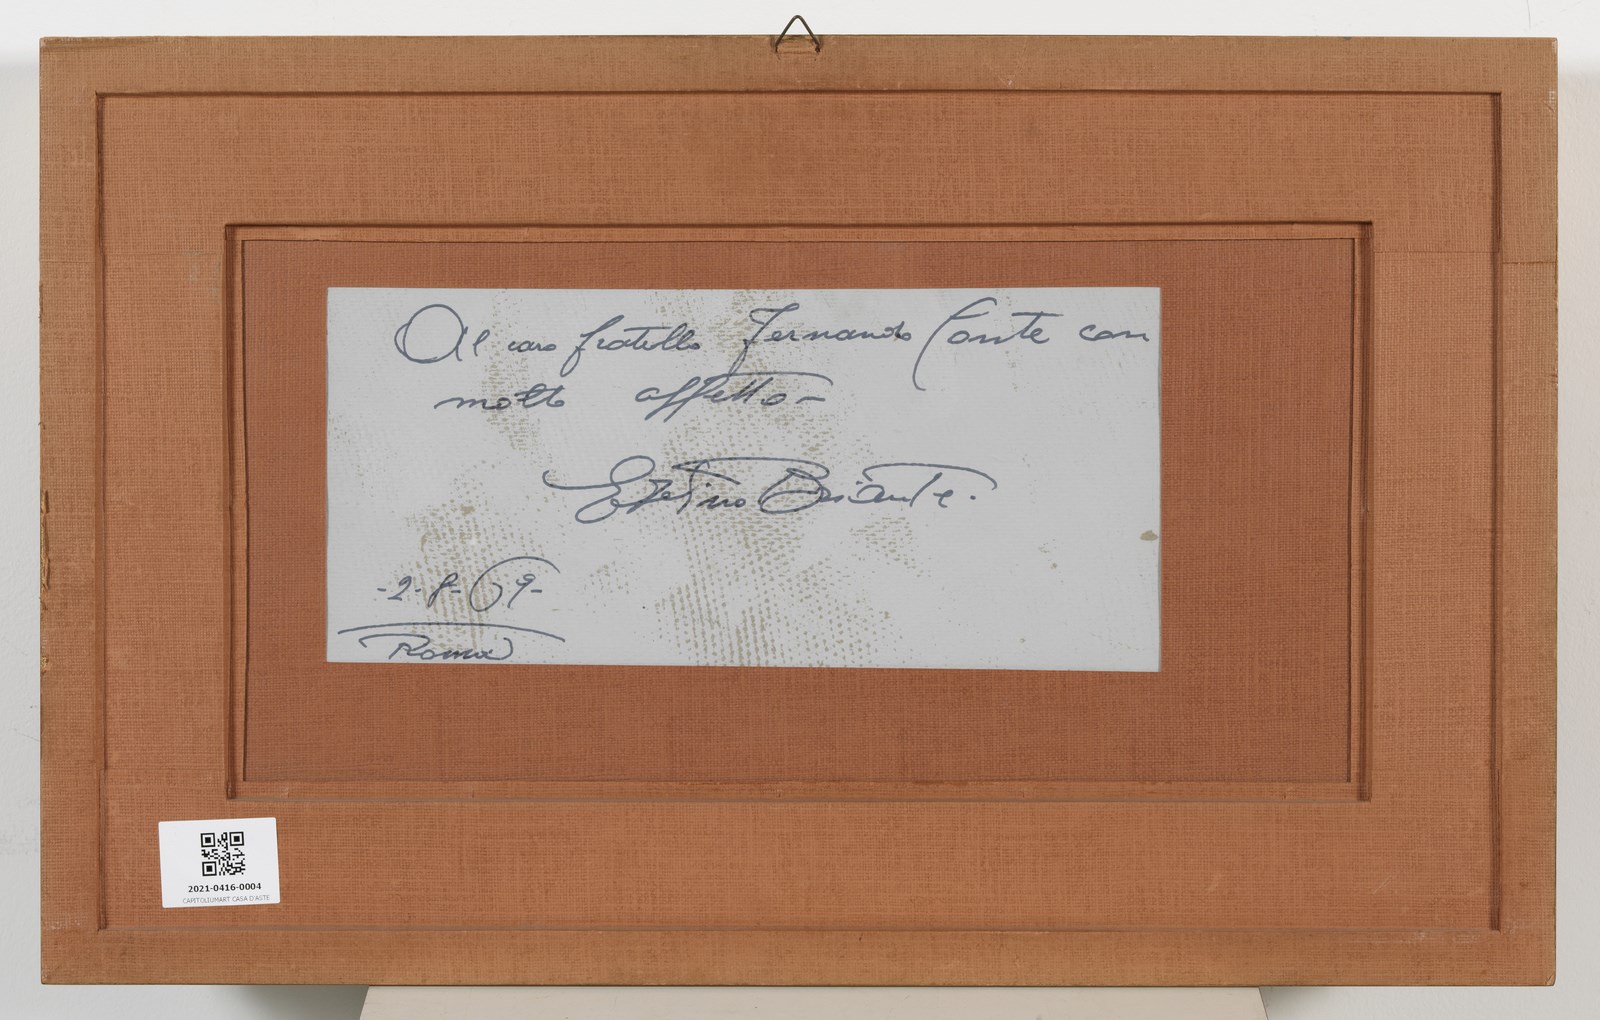 Al caro fratello Fernando Conte con
molto affetto-
Ezelino Briante.
-2-8-69-
Roma
2021-0416-0004
CAPITOLIUMART CASA D'ASTE